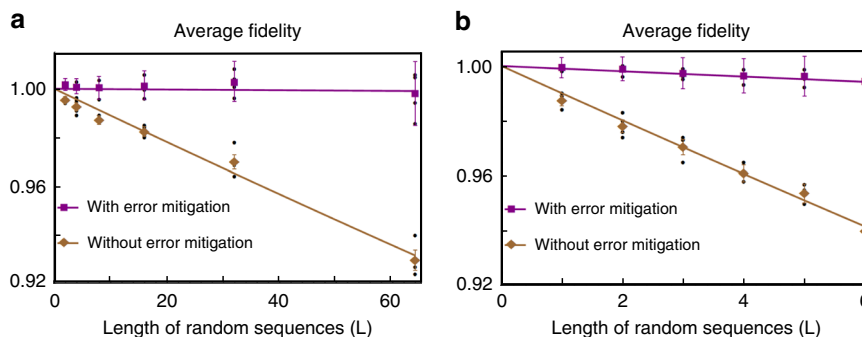 a
Average fidelity
1.00
0.96
0.92
With error mitigation
Without error mitigation
0 20 40 60
Length of random sequences (L)
b
Average fidelity
1.00
0.96
0.92
With error mitigation
Without error mitigation
0 2 4
Length of random sequences (L)